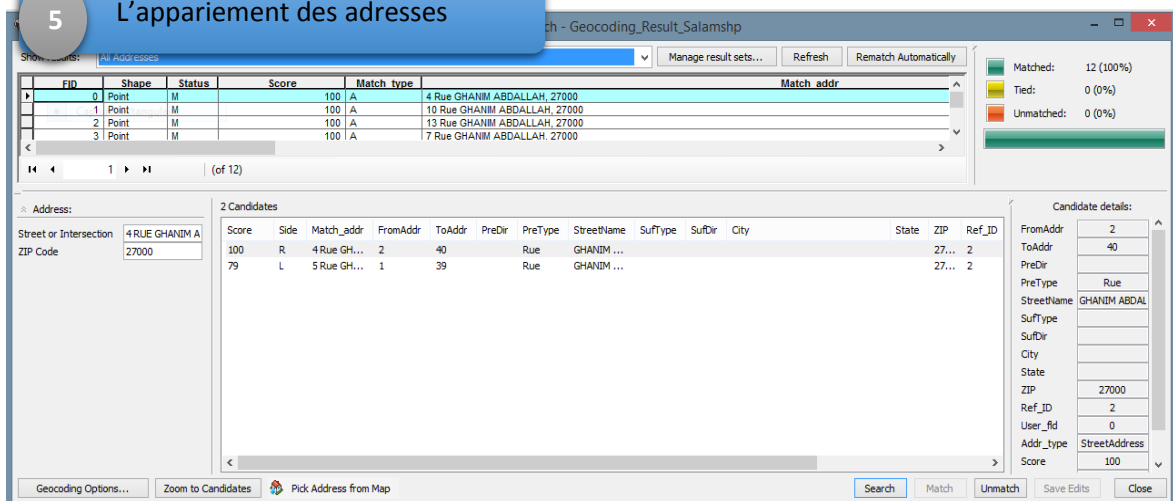 5 L'appariement des adresses
ch - Geocoding_Result_Salamshp
Show results: All Addresses Manage result sets... Refresh Rematch Automatically
FID Shape Status Score Match_type Match_addr
0 Point M 100 A 4 Rue GHANIM ABDALLAH, 27000
1 Point M 100 A 10 Rue GHANIM ABDALLAH, 27000
2 Point M 100 A 13 Rue GHANIM ABDALLAH, 27000
3 Point M 100 A 7 Rue GHANIM ABDALLAH, 27000
1 (of 12)
Matched: 12 (100%)
Tied: 0 (0%)
Unmatched: 0 (0%)
Address:
Street or Intersection 4 RUE GHANIM A
ZIP Code 27000
2 Candidates
Score Side Match_addr FromAddr ToAddr PreDir PreType StreetName SufType SufDir City State ZIP Ref_ID
100 R 4 Rue GH... 2 40 Rue GHANIM ... 27... 2
79 L 5 Rue GH... 1 39 Rue GHANIM ... 27... 2
Candidate details:
FromAddr 2
ToAddr 40
PreDir
PreType Rue
StreetName GHANIM ABDAL
SufType
SufDir
City
State
ZIP 27000
Ref_ID 2
User_fld 0
Addr_type StreetAddress
Score 100
Geocoding Options... Zoom to Candidates Pick Address from Map Search Match Unmatch Save Edits Close